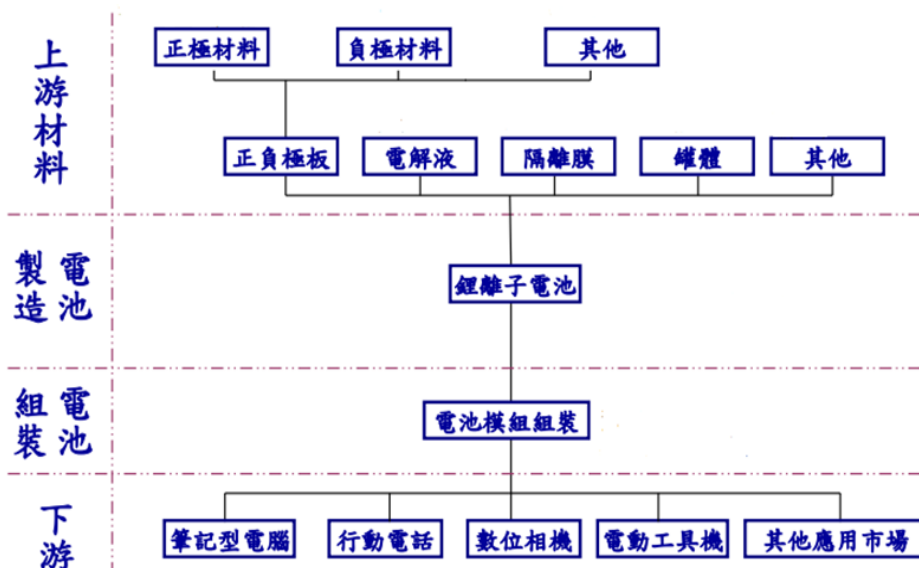 上游材料
正極材料
負極材料
其他
正負極板
電解液
隔離膜
罐體
其他
電池製造
鋰離子電池
電池組裝
電池模組組裝
下游
筆記型電腦
行動電話
數位相機
電動工具機
其他應用市場